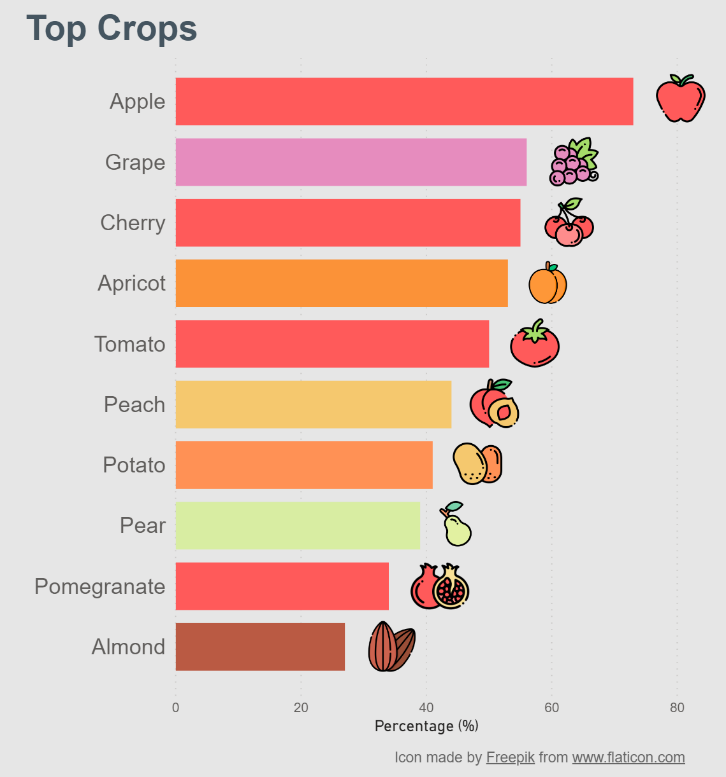 Top Crops
Apple
Grape
Cherry
Apricot
Tomato
Peach
Potato
Pear
Pomegranate
Almond
0 20 40 60 80
Percentage (%)
Icon made by Freepik from www.flaticon.com